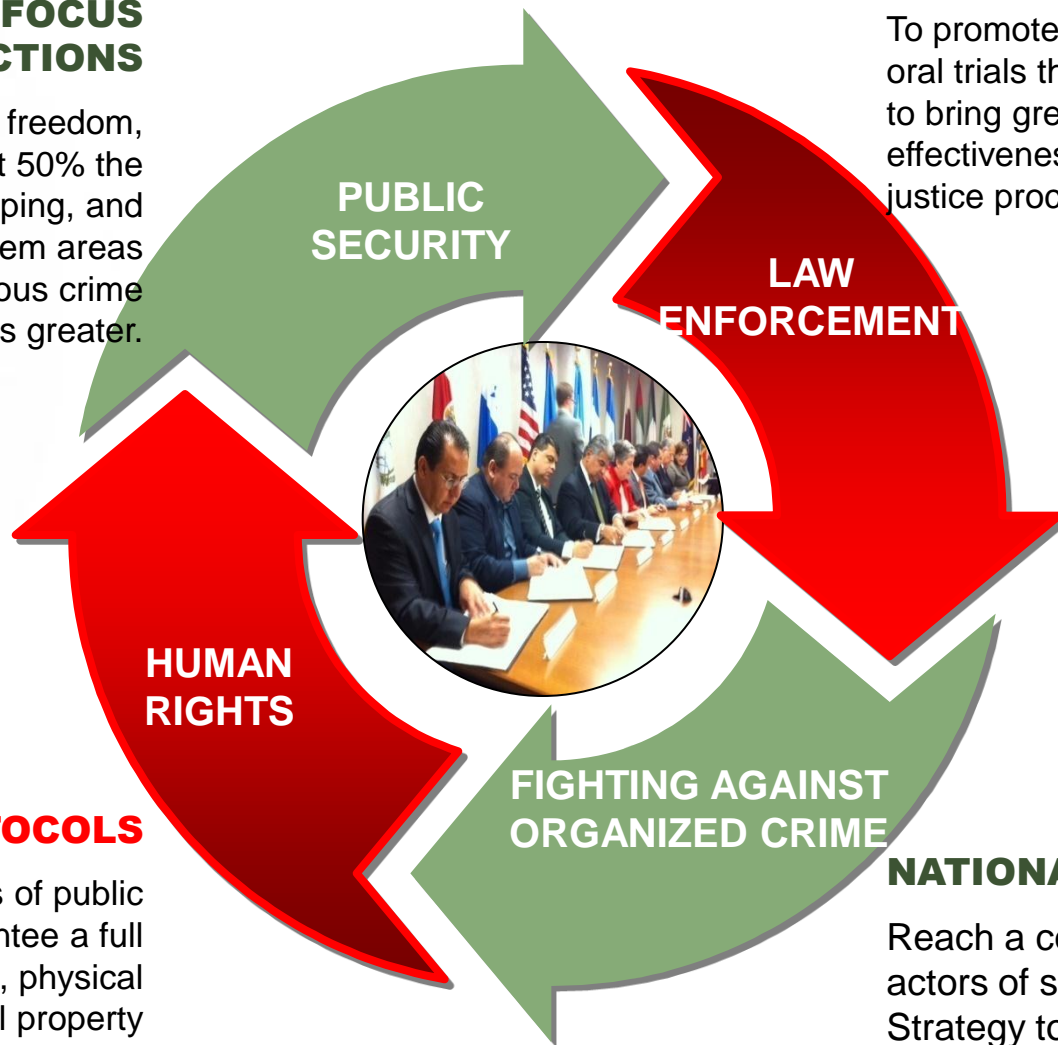 FOCUS
CTIONS
freedom,
t 50% the
ping, and
em areas
ous crime
s greater.
To promote
oral trials th
to bring gre
effectivenes
justice proc
PUBLIC
SECURITY
LAW
ENFORCEMENT
HUMAN
RIGHTS
FIGHTING AGAINST
ORGANIZED CRIME
TOCOLS
s of public
ntee a full
, physical
l property
NATIONA
Reach a co
actors of s
Strategy to